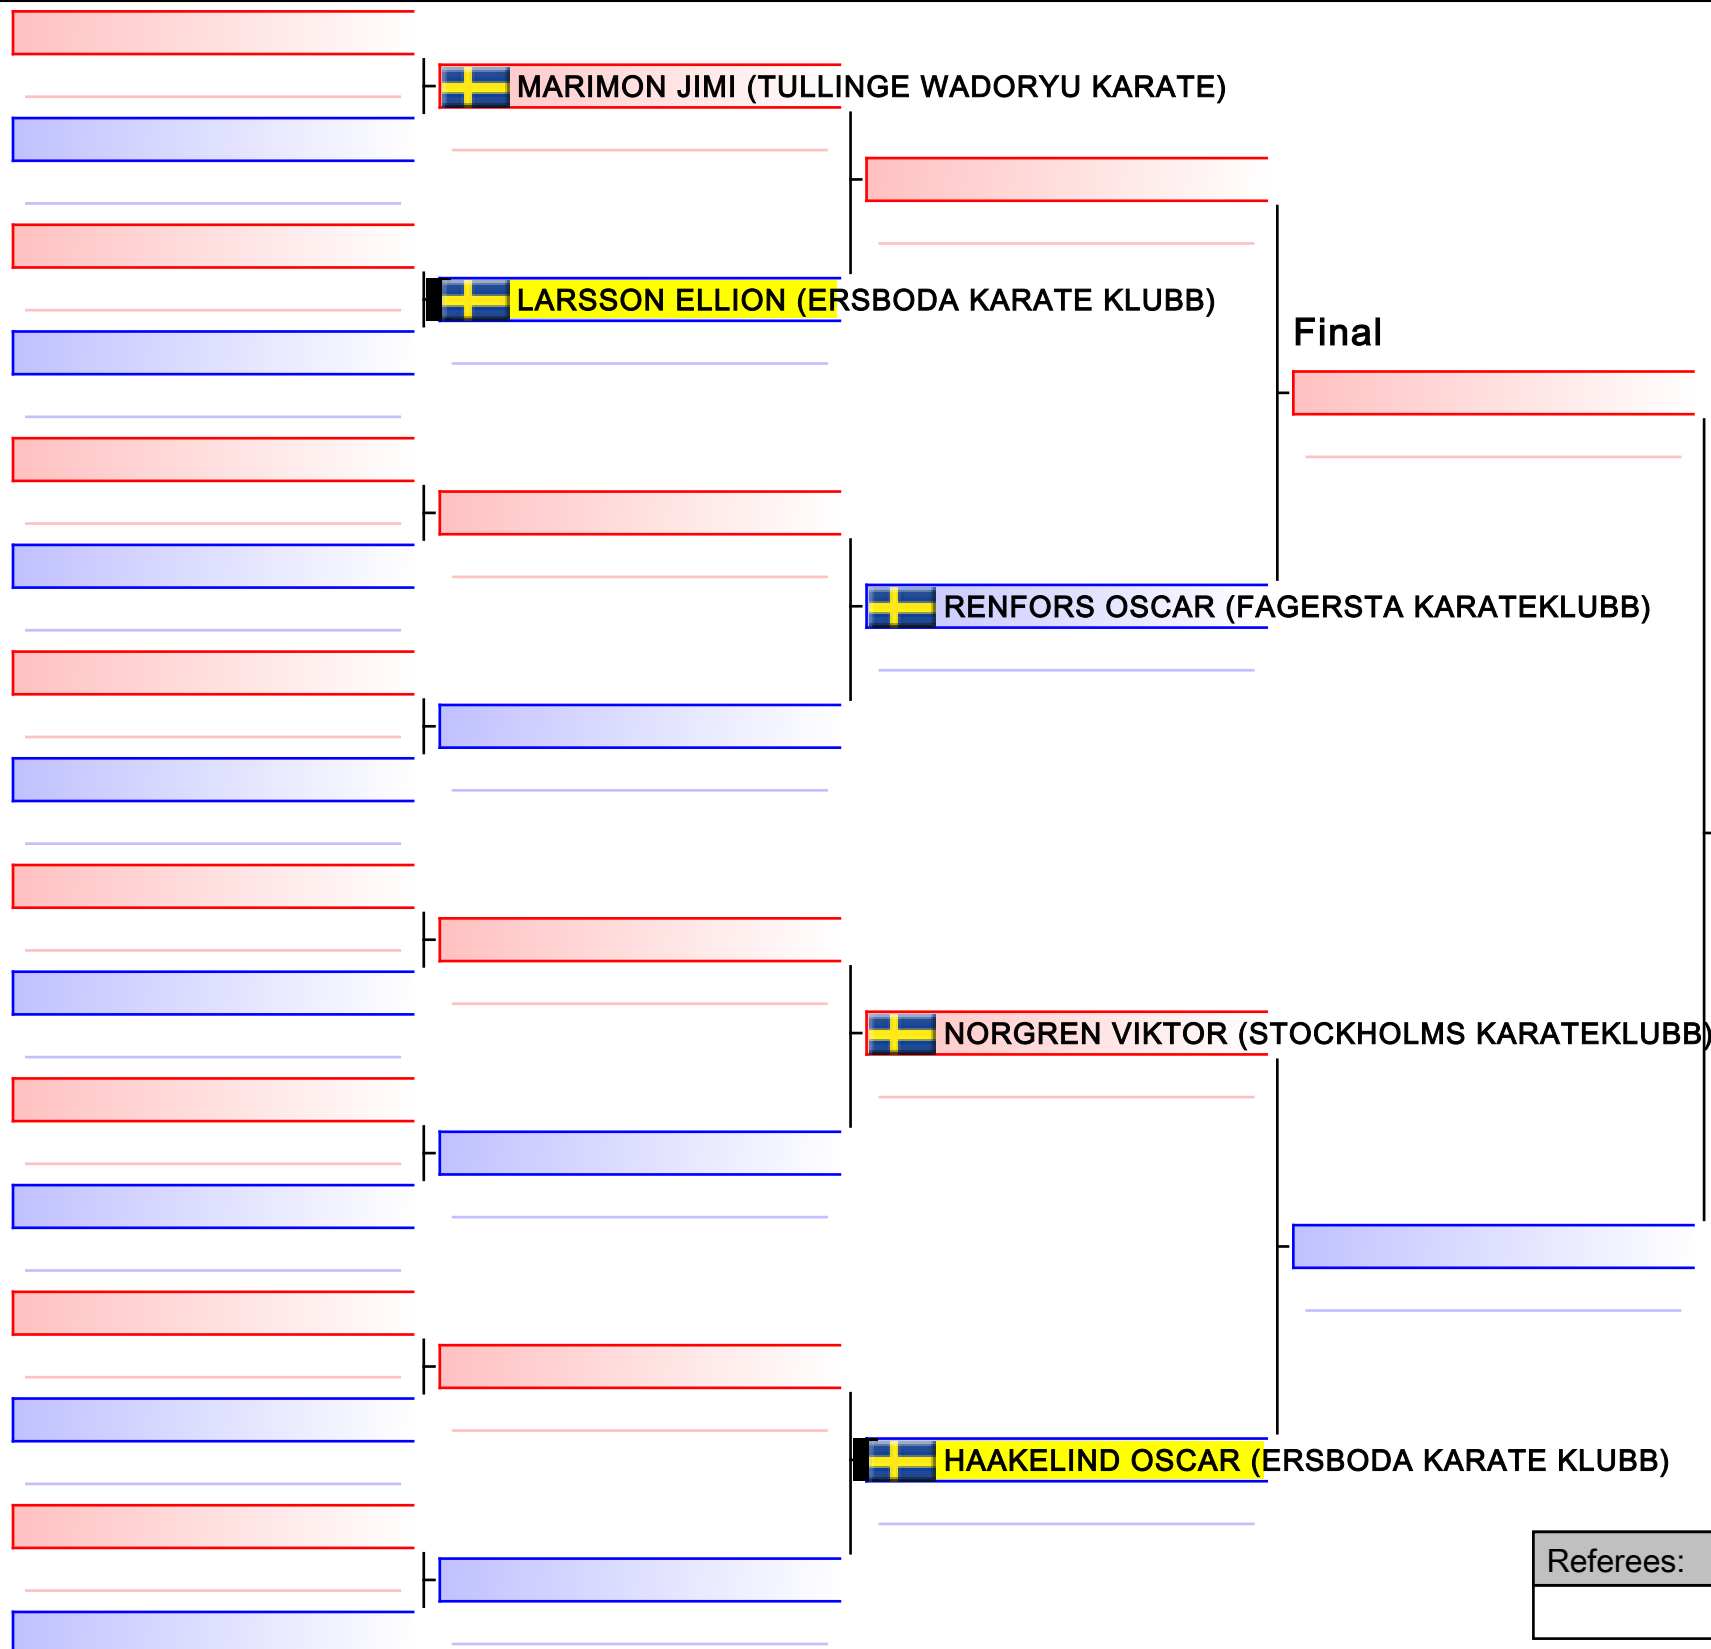 MARIMON JIMI (TULLINGE WADORYU KARATE)
LARSSON ELLION (ERSBODA KARATE KLUBB)
Final
RENFORS OSCAR (FAGERSTA KARATEKLUBB)
NORGREN VIKTOR (STOCKHOLMS KARATEKLUBB)
HAAKELIND OSCAR (ERSBODA KARATE KLUBB)
Referees: